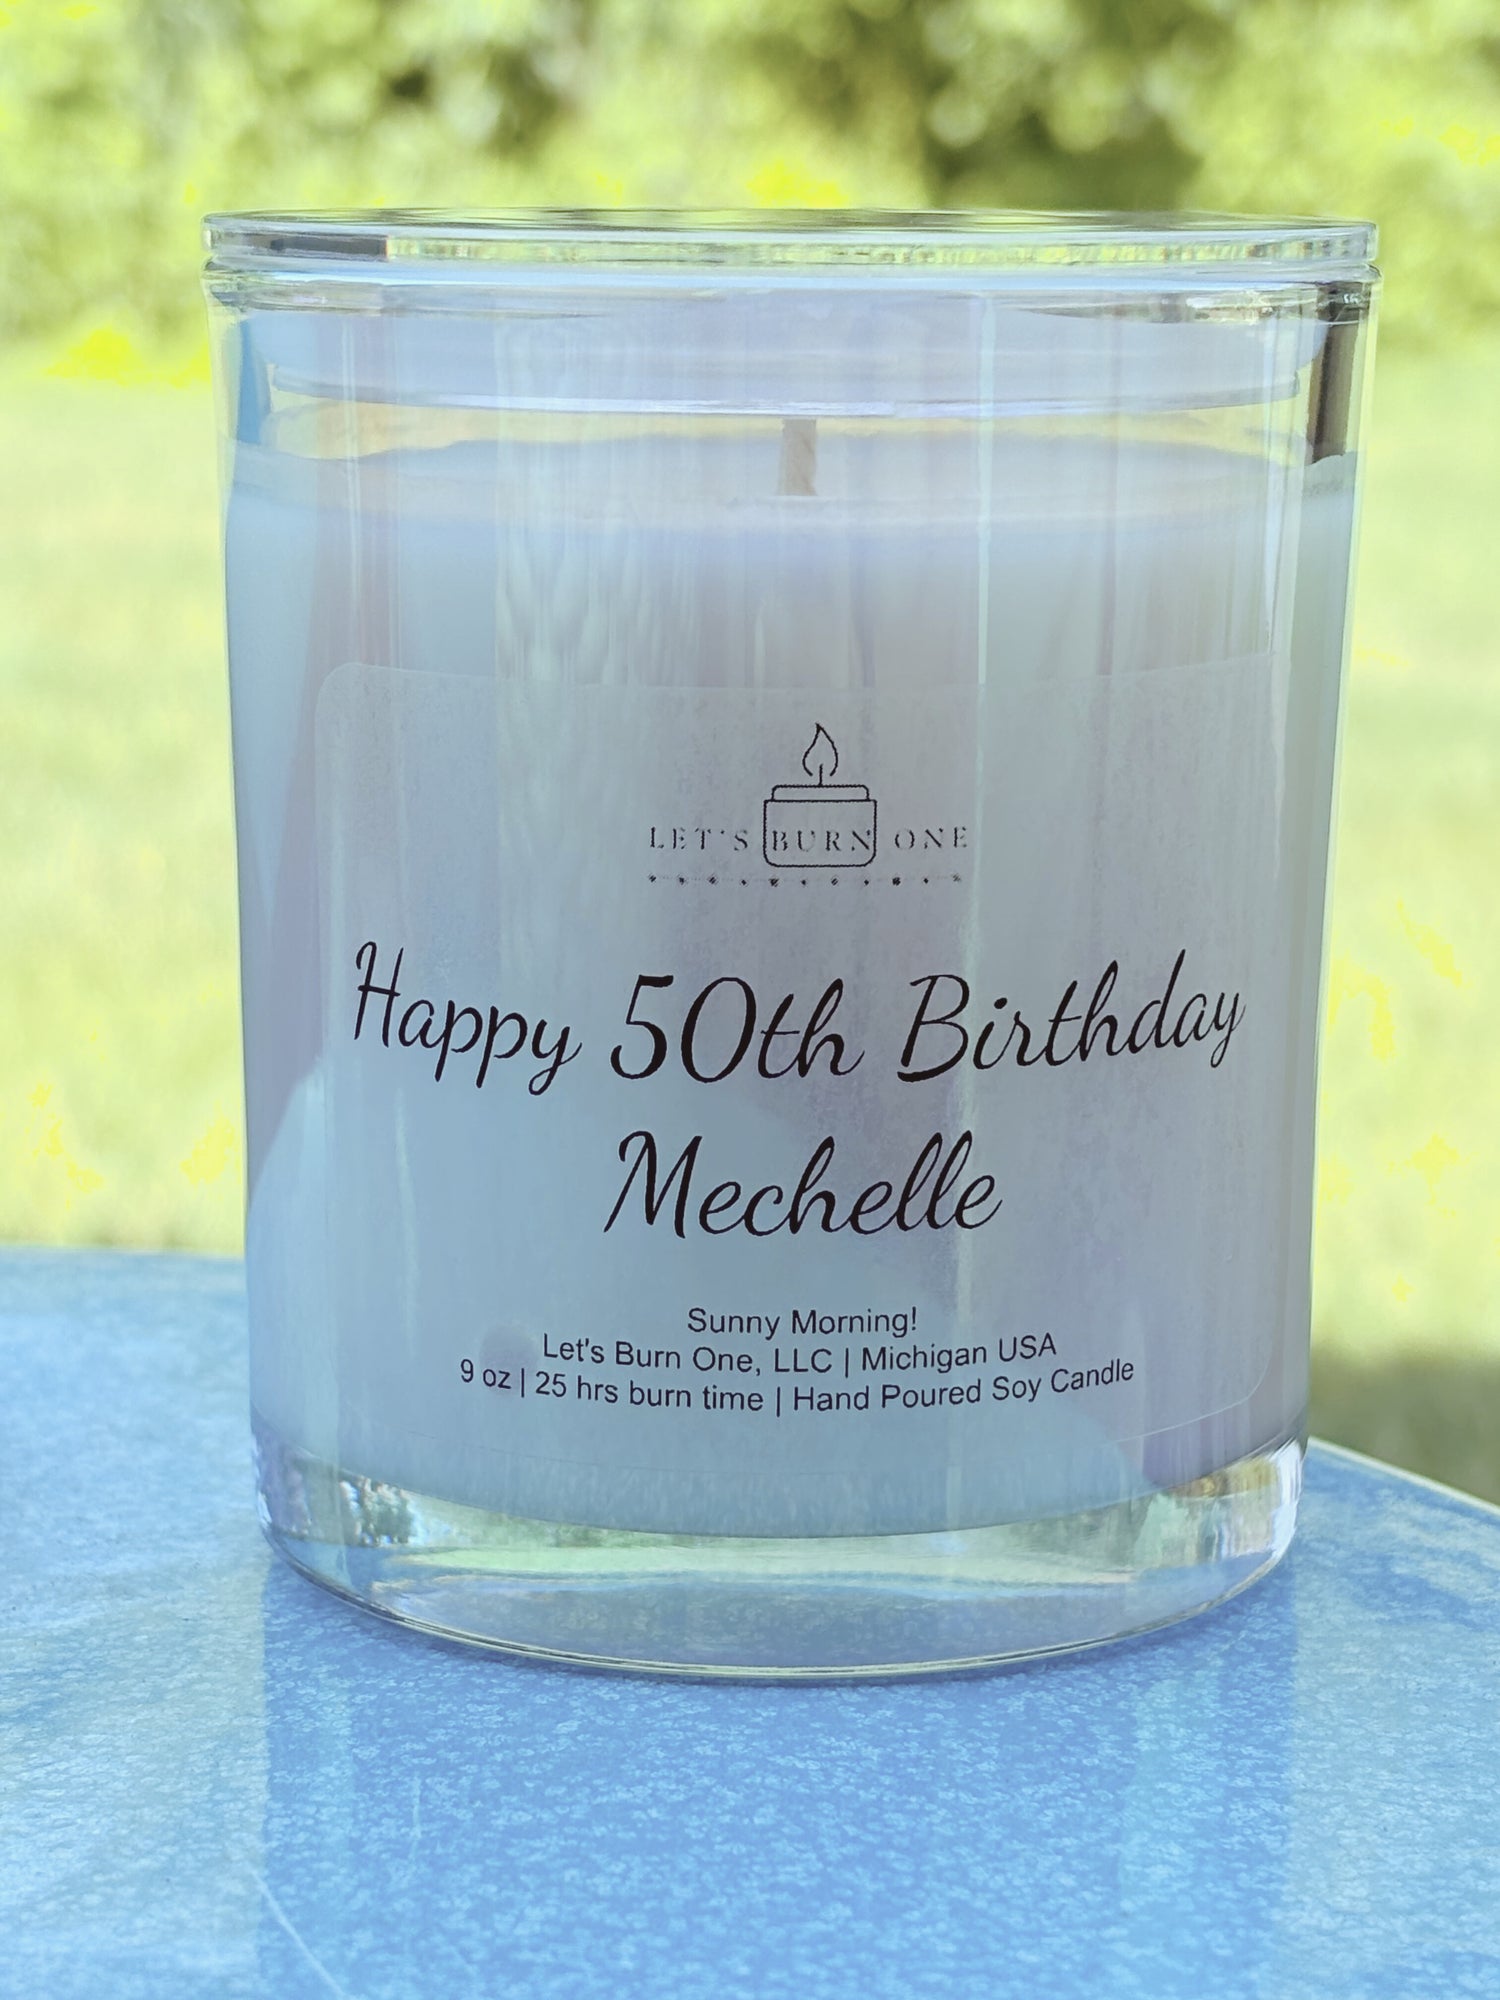 LET'S BURN ONE
Happy 50th Birthday
Mechelle
Sunny Morning!
Let's Burn One, LLC | Michigan USA
9 oz | 25 hrs burn time | Hand Poured Soy Candle